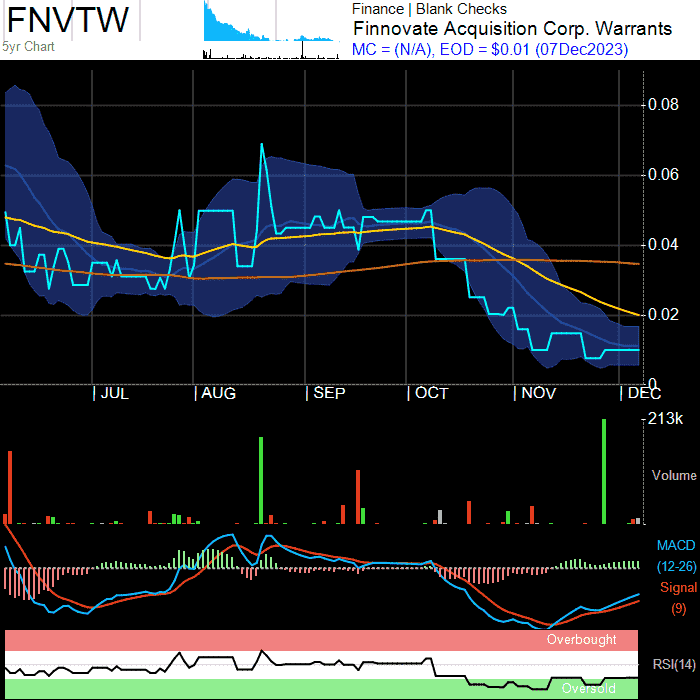 FNVTW
5yr Chart
Finance | Blank Checks
Finnovate Acquisition Corp. Warrants
MC = (N/A), EOD = $0.01 (07Dec2023)
0.08
0.06
0.04
0.02
0
JUL
AUG
SEP
OCT
NOV
DEC
213k
Volume
MACD
(12-26)
Signal
(9)
Overbought
RSI(14)
Oversold